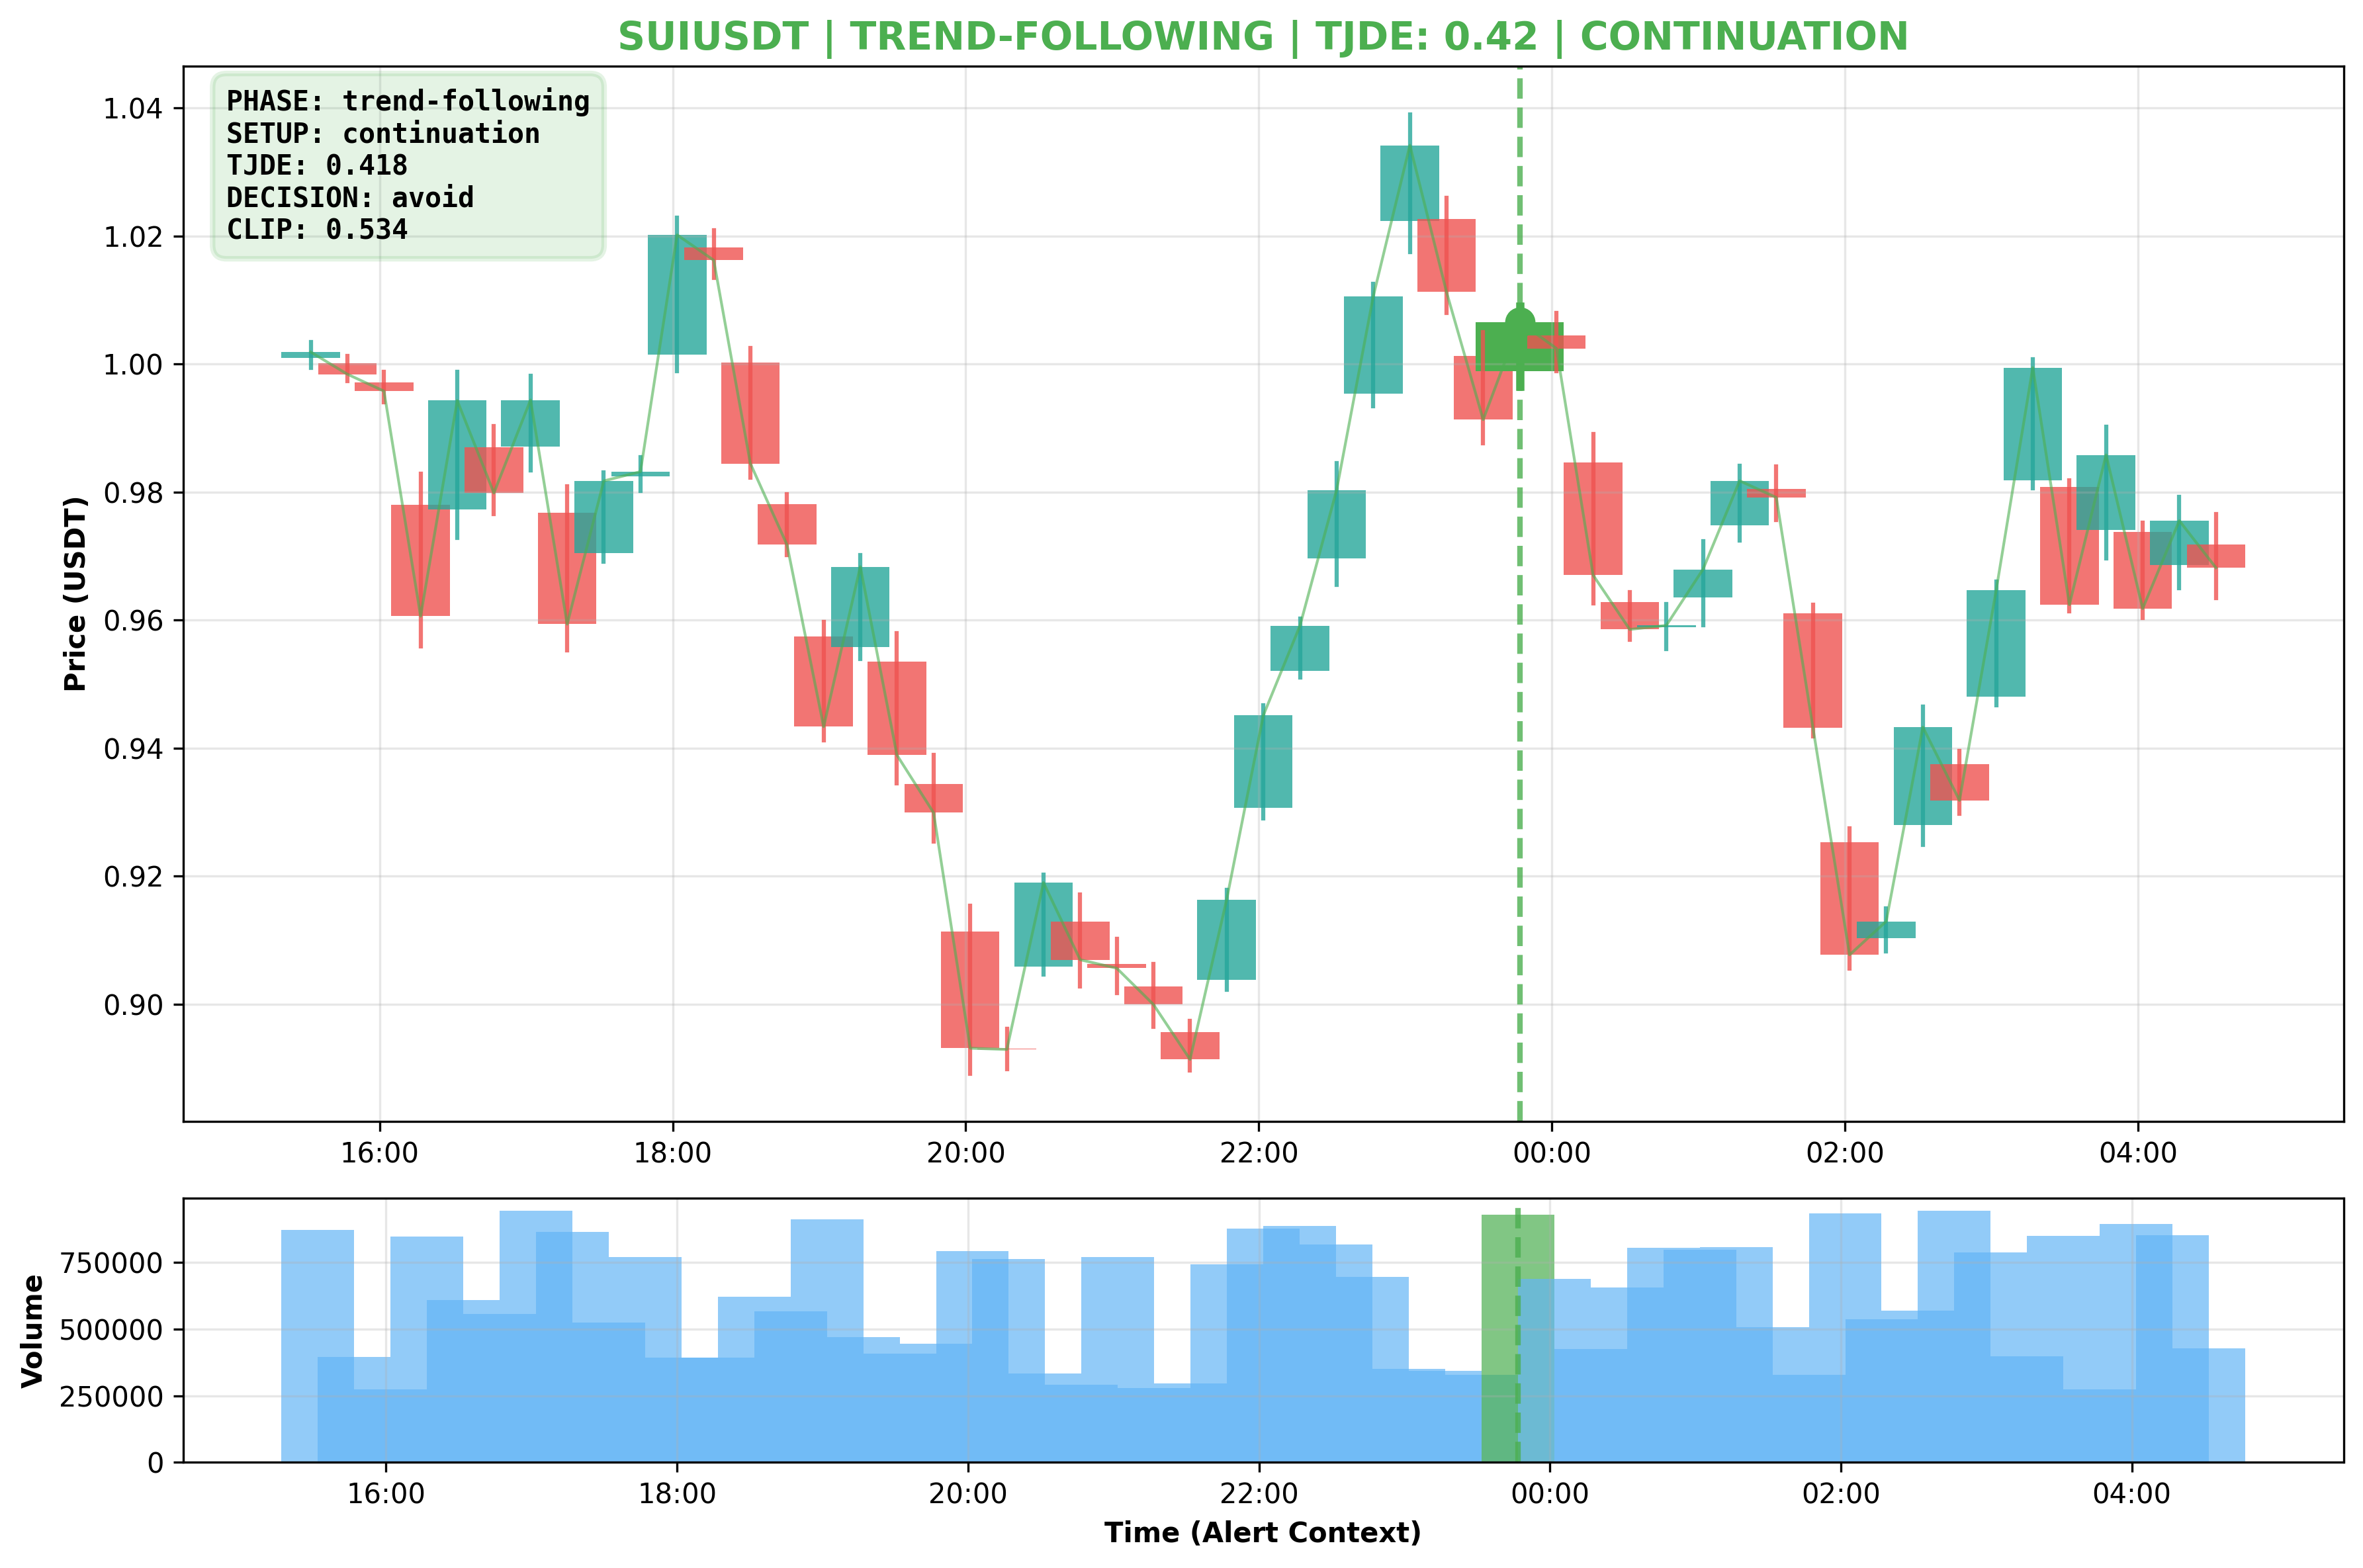 SUIUSDT | TREND-FOLLOWING | TJDE: 0.42 | CONTINUATION
PHASE: trend-following
SETUP: continuation
TJDE: 0.418
DECISION: avoid
CLIP: 0.534
Price (USDT)
1.04
1.02
1.00
0.98
0.96
0.94
0.92
0.90
16:00 18:00 20:00 22:00 00:00 02:00 04:00
Volume
750000
500000
250000
0
16:00 18:00 20:00 22:00 00:00 02:00 04:00
Time (Alert Context)